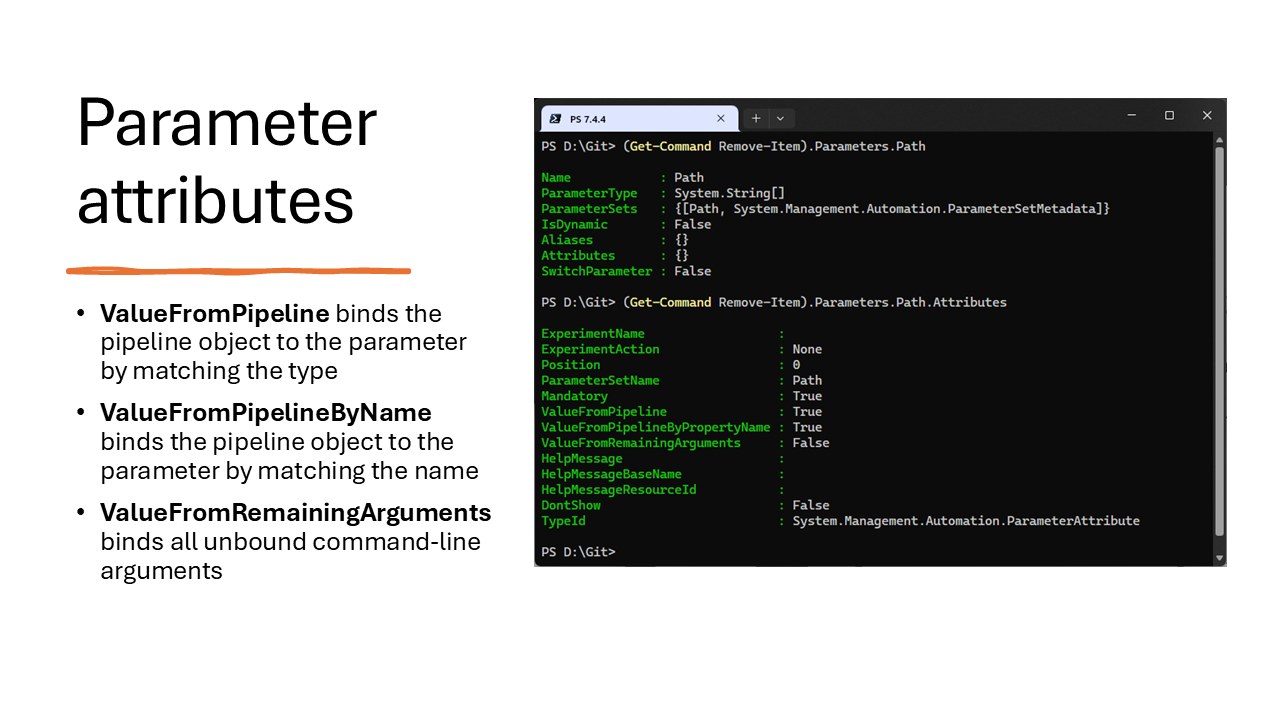 Parameter
attributes
• ValueFromPipeline binds the
pipeline object to the parameter
by matching the type
• ValueFromPipelineByName
binds the pipeline object to the
parameter by matching the name
• ValueFromRemainingArguments
binds all unbound command-line
arguments
PS 7.4.4
PS D:\Git> (Get-Command Remove-Item).Parameters.Path
Name : Path
ParameterType : System.String[]
ParameterSets : {[Path, System.Management.Automation.ParameterSetMetadata]}
IsDynamic : False
Aliases : {}
Attributes : {}
SwitchParameter : False
PS D:\Git> (Get-Command Remove-Item).Parameters.Path.Attributes
ExperimentName :
ExperimentAction : None
Position : 0
ParameterSetName : Path
Mandatory : True
ValueFromPipeline : True
ValueFromPipelineByPropertyName : True
ValueFromRemainingArguments : False
HelpMessage :
HelpMessageBaseName :
HelpMessageResourceId :
DontShow : False
TypeId : System.Management.Automation.ParameterAttribute
PS D:\Git>